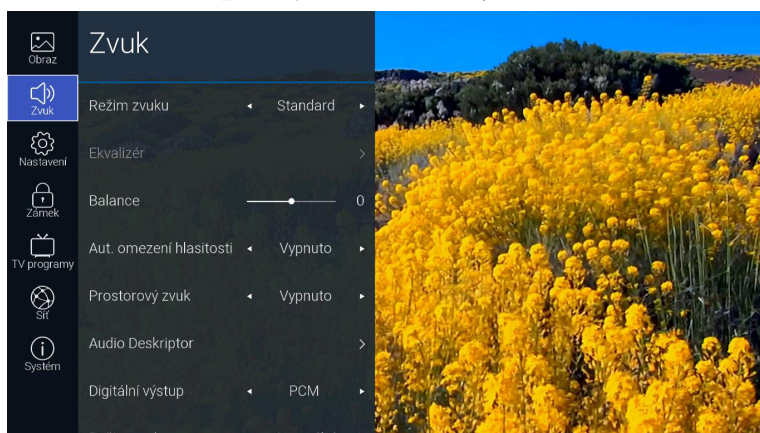 Obraz
Zvuk
Nastavení
Zámek
TV programy
Síť
Systém
Zvuk
Režim zvuku Standard
Ekvalizér
Balance 0
Aut. omezení hlasitosti Vypnuto
Prostorový zvuk Vypnuto
Audio Deskriptor
Digitální výstup PCM